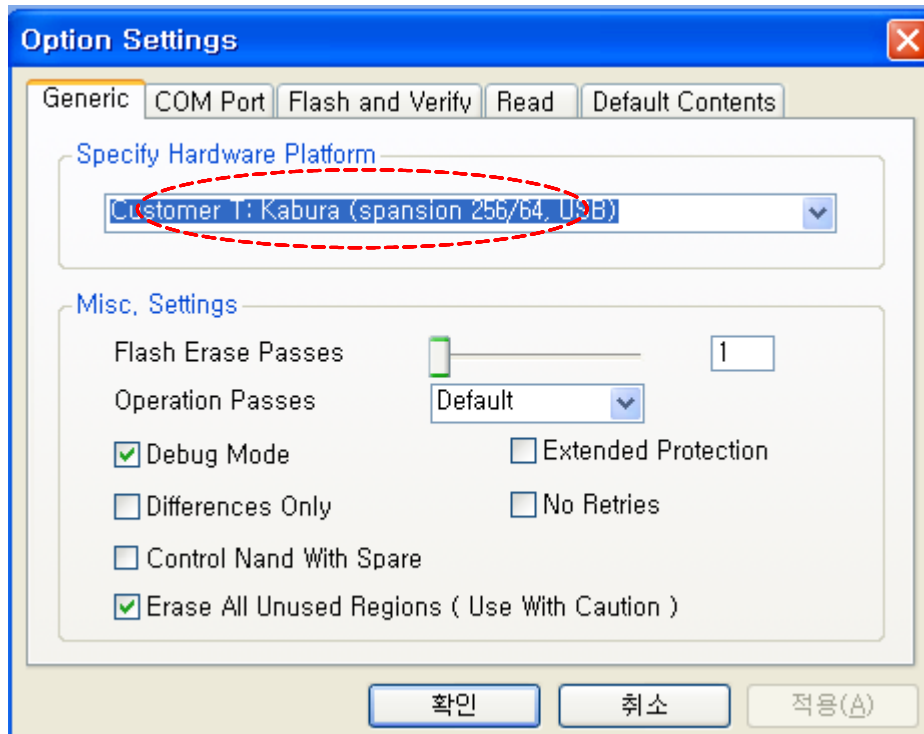 Option Settings
Generic COM Port Flash and Verify Read Default Contents
Specify Hardware Platform
Customer T: Kabura (spansion 256/64, USB)
Misc, Settings
Flash Erase Passes 1
Operation Passes Default
Debug Mode Extended Protection
Differences Only No Retries
Control Nand With Spare
Erase All Unused Regions ( Use With Caution )
확인 취소 적용(A)